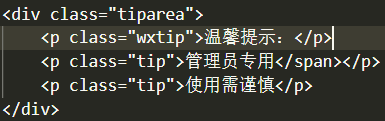 <div class="tiparea">
<p class="wxtip">温馨提示：</p>
<p class="tip">管理员专用</span></p>
<p class="tip">使用需谨慎</p>
</div>